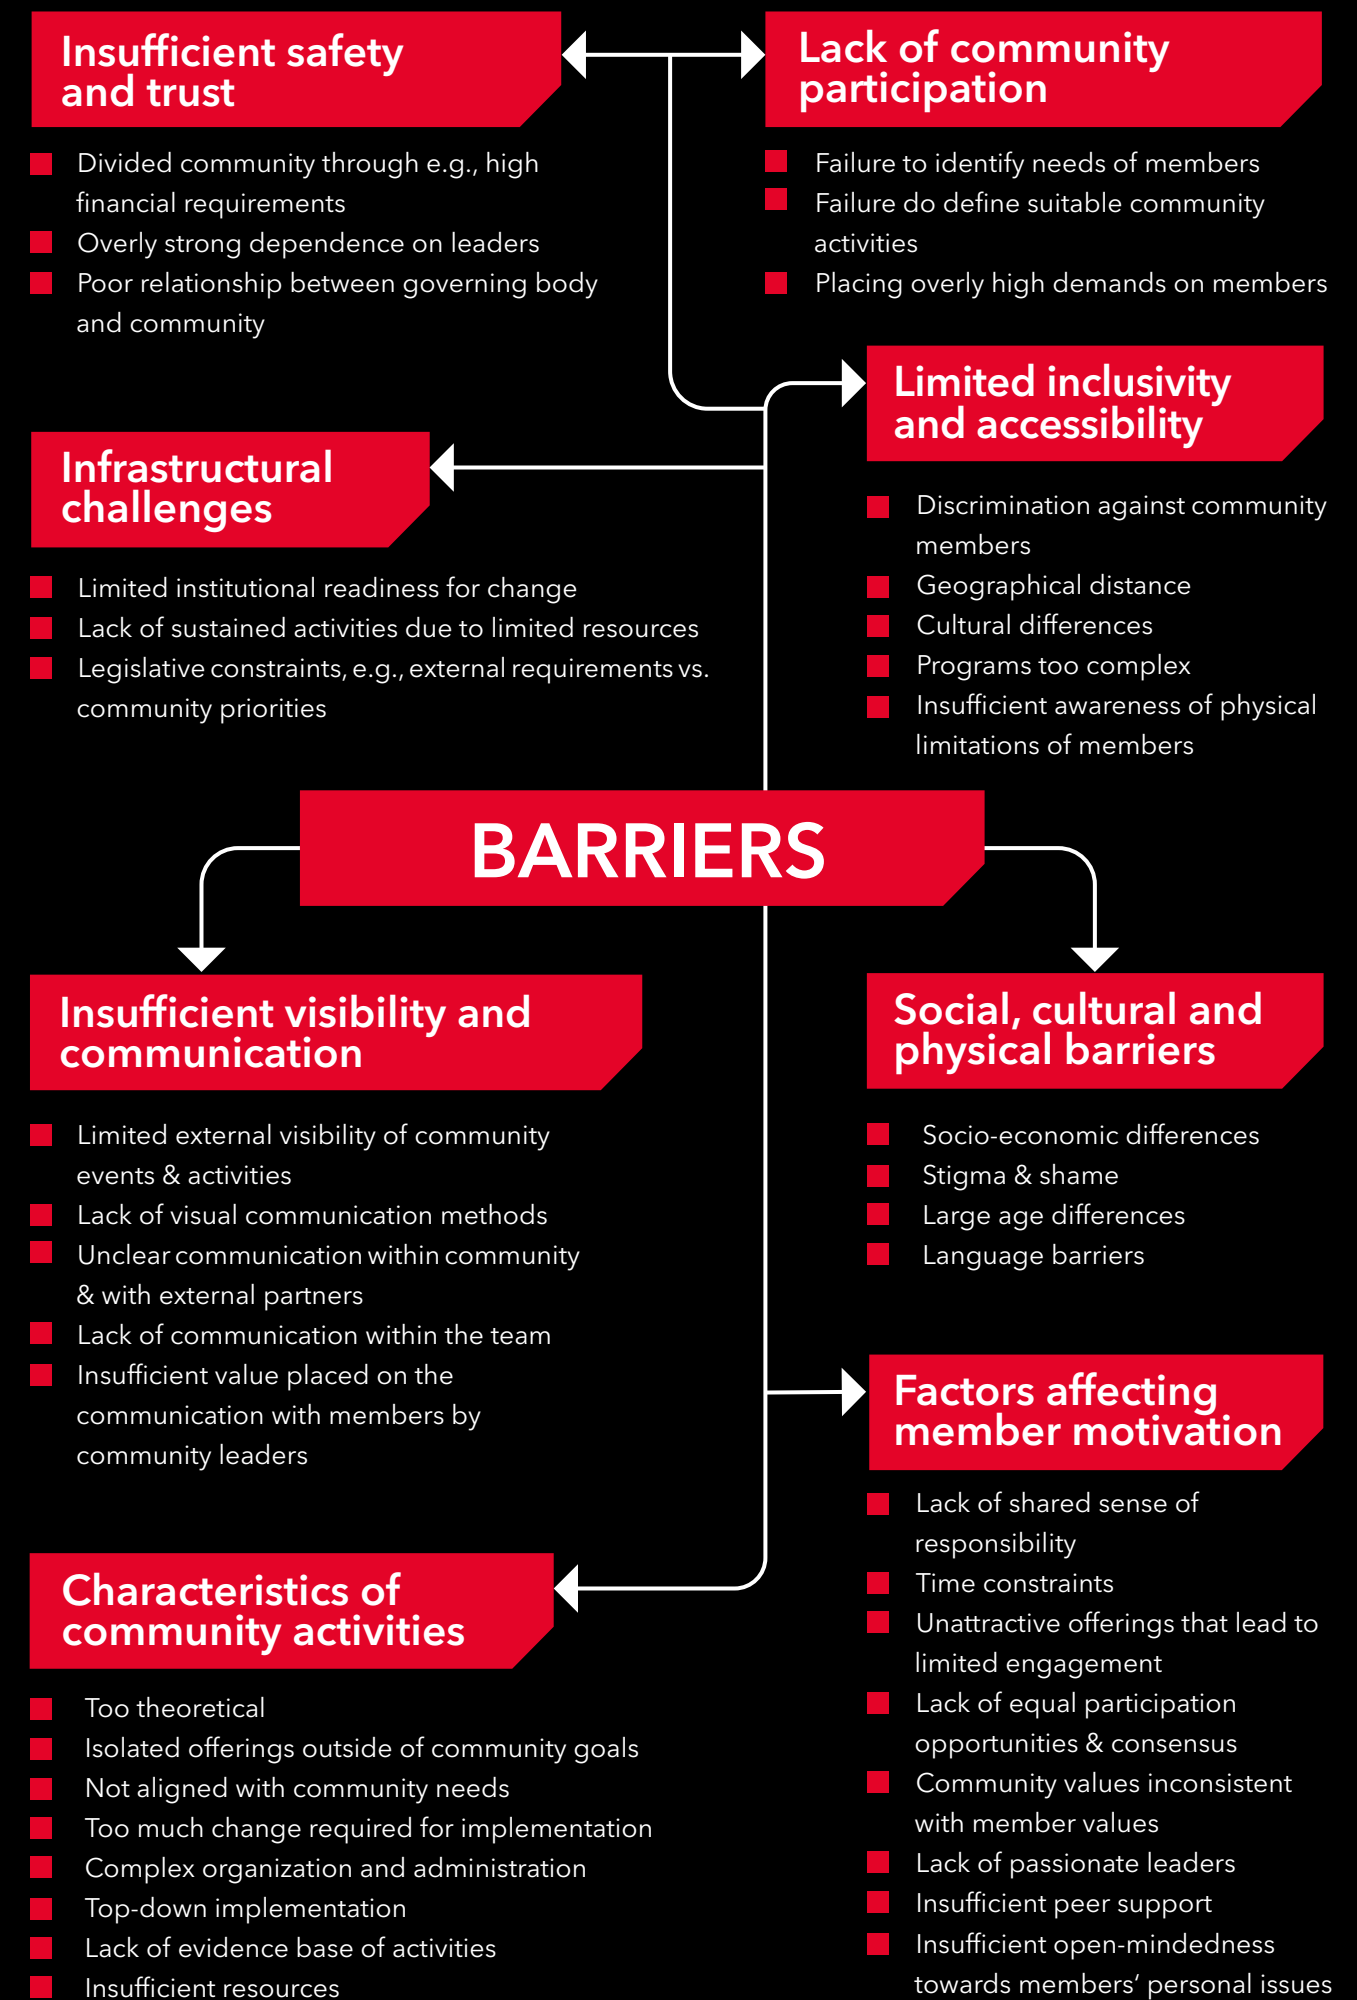 Insufficient safety
and trust
Divided community through e.g., high
financial requirements
Overly strong dependence on leaders
Poor relationship between governing body
and community
Lack of community
participation
Failure to identify needs of members
Failure do define suitable community
activities
Placing overly high demands on members
Limited inclusivity
and accessibility
Discrimination against community
members
Geographical distance
Cultural differences
Programs too complex
Insufficient awareness of physical
limitations of members
Infrastructural
challenges
Limited institutional readiness for change
Lack of sustained activities due to limited resources
Legislative constraints, e.g., external requirements vs.
community priorities
BARRIERS
Insufficient visibility and
communication
Limited external visibility of community
events & activities
Lack of visual communication methods
Unclear communication within community
& with external partners
Lack of communication within the team
Insufficient value placed on the
communication with members by
community leaders
Social, cultural and
physical barriers
Socio-economic differences
Stigma & shame
Large age differences
Language barriers
Factors affecting
member motivation
Lack of shared sense of
responsibility
Time constraints
Unattractive offerings that lead to
limited engagement
Lack of equal participation
opportunities & consensus
Community values inconsistent
with member values
Lack of passionate leaders
Insufficient peer support
Insufficient open-mindedness
towards members‘ personal issues
Characteristics of
community activities
Too theoretical
Isolated offerings outside of community goals
Not aligned with community needs
Too much change required for implementation
Complex organization and administration
Top-down implementation
Lack of evidence base of activities
Insufficient resources